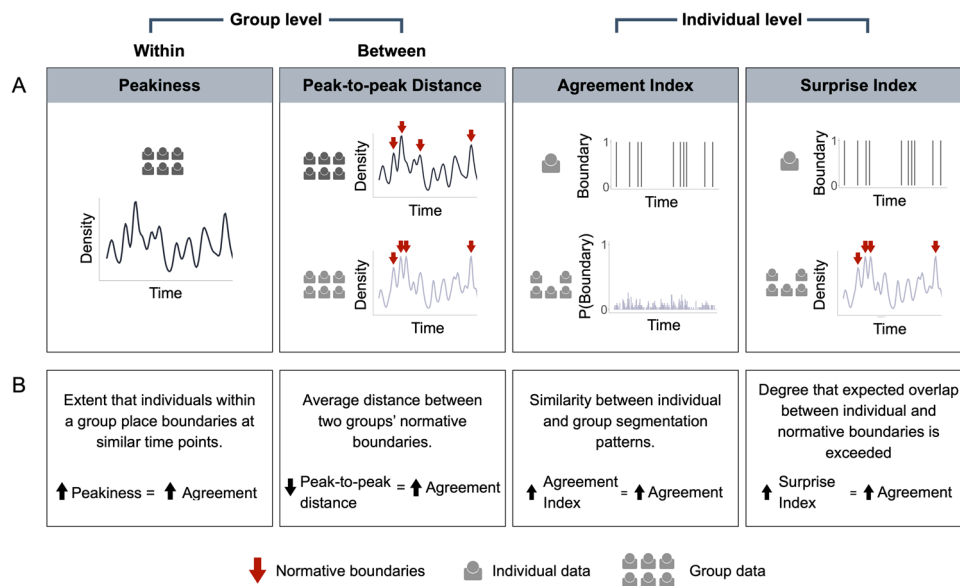 Group level
Individual level
Within
Between
A
Peakiness
Density
Time
Peak-to-peak Distance
Density
Time
Density
Time
Agreement Index
Boundary
1
0
Time
P(Boundary)
1
0
Time
Surprise Index
Boundary
1
0
Time
Density
Time
B
Extent that individuals within
a group place boundaries at
similar time points.
Peakiness = Agreement
Average distance between
two groups' normative
boundaries.
Peak-to-peak
distance = Agreement
Similarity between individual
and group segmentation
patterns.
Agreement
Index = Agreement
Degree that expected overlap
between individual and
normative boundaries is
exceeded
Surprise
Index = Agreement
Normative boundaries
Individual data
Group data